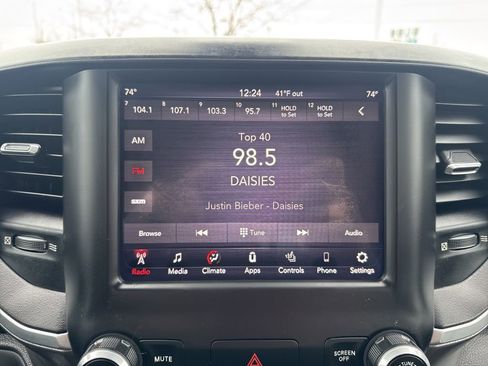 74° 12:24 41°F out 74°
7 104.1 8 107.1 9 103.3 10 95.7 11 HOLD to Set 12 HOLD to Set
AM
Top 40
98.5
FM
DAISIES
Justin Bieber - Daisies
Browse Tune Audio
Radio Media Climate Apps Controls Phone Settings
MUTE
SCREEN OFF
TUNE